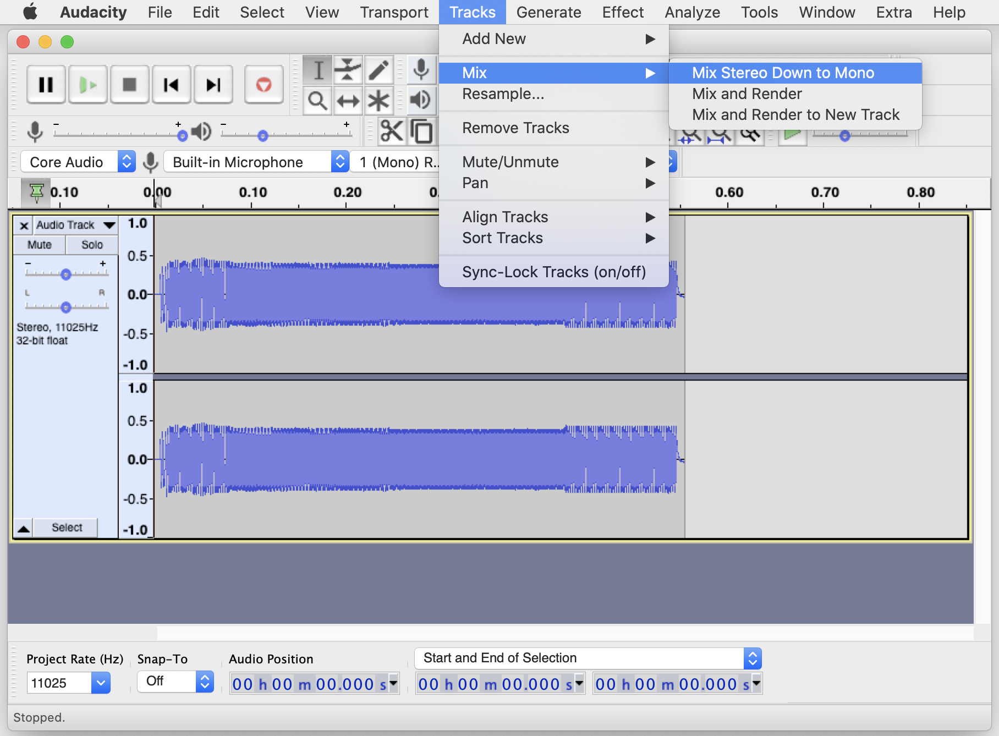 Audacity File Edit Select View Transport Tracks Generate Effect Analyze Tools Window Extra Help
Add New
Mix
Resample...
Remove Tracks
Mute/Unmute
Pan
Align Tracks
Sort Tracks
Sync-Lock Tracks (on/off)
Mix Stereo Down to Mono
Mix and Render
Mix and Render to New Track
- + - +
Core Audio Built-in Microphone 1 (Mono) R...
0.10 0.00 0.10 0.20 0.60 0.70 0.80
x Audio Track
Mute Solo
- +
L R
Stereo, 11025Hz
32-bit float
Select
1.0
0.5
0.0
-0.5
-1.0
1.0
0.5
0.0
-0.5
-1.0
Project Rate (Hz) Snap-To Audio Position Start and End of Selection
11025 Off 00 h 00 m 00.000 s 00 h 00 m 00.000 s 00 h 00 m 00.000 s
Stopped.